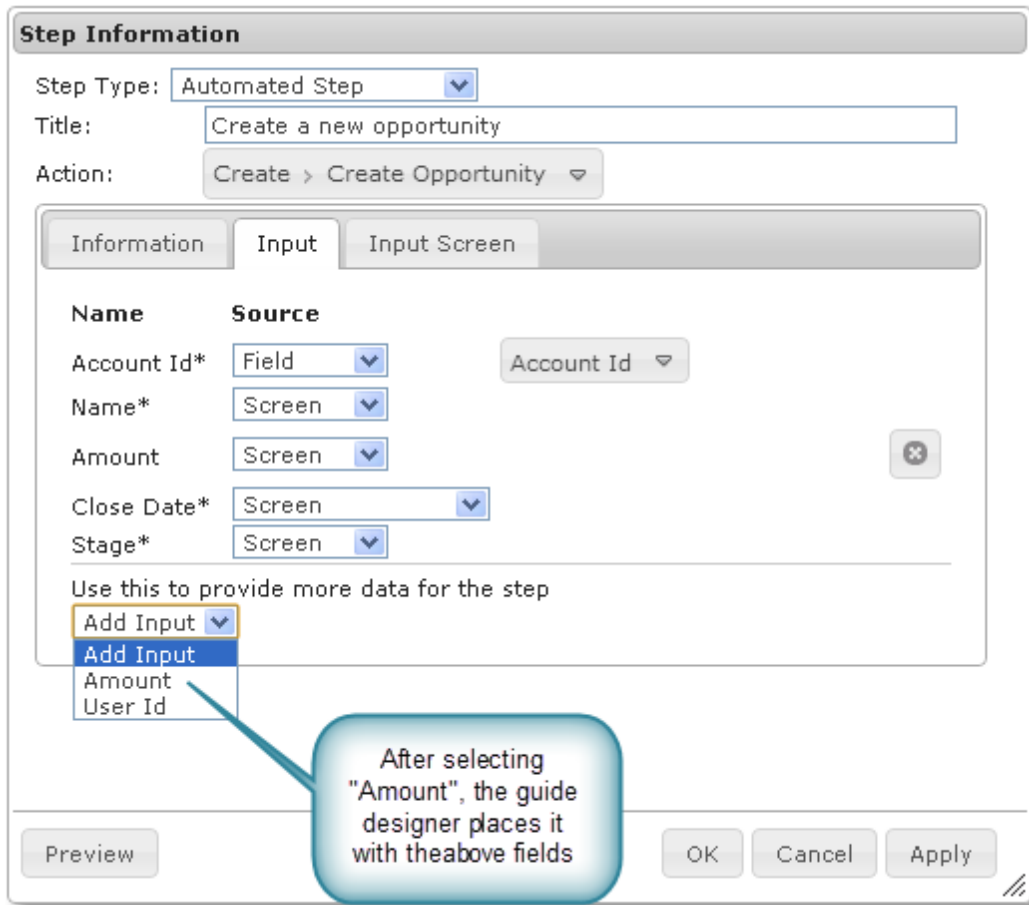 Step Information
Step Type: Automated Step
Title: Create a new opportunity
Action: Create > Create Opportunity
Information Input Input Screen
Name Source
Account Id* Field Account Id
Name* Screen
Amount Screen
Close Date* Screen
Stage* Screen
Use this to provide more data for the step
Add Input
Add Input
Amount
User Id
After selecting
"Amount", the guide
designer places it
with theabove fields
Preview OK Cancel Apply